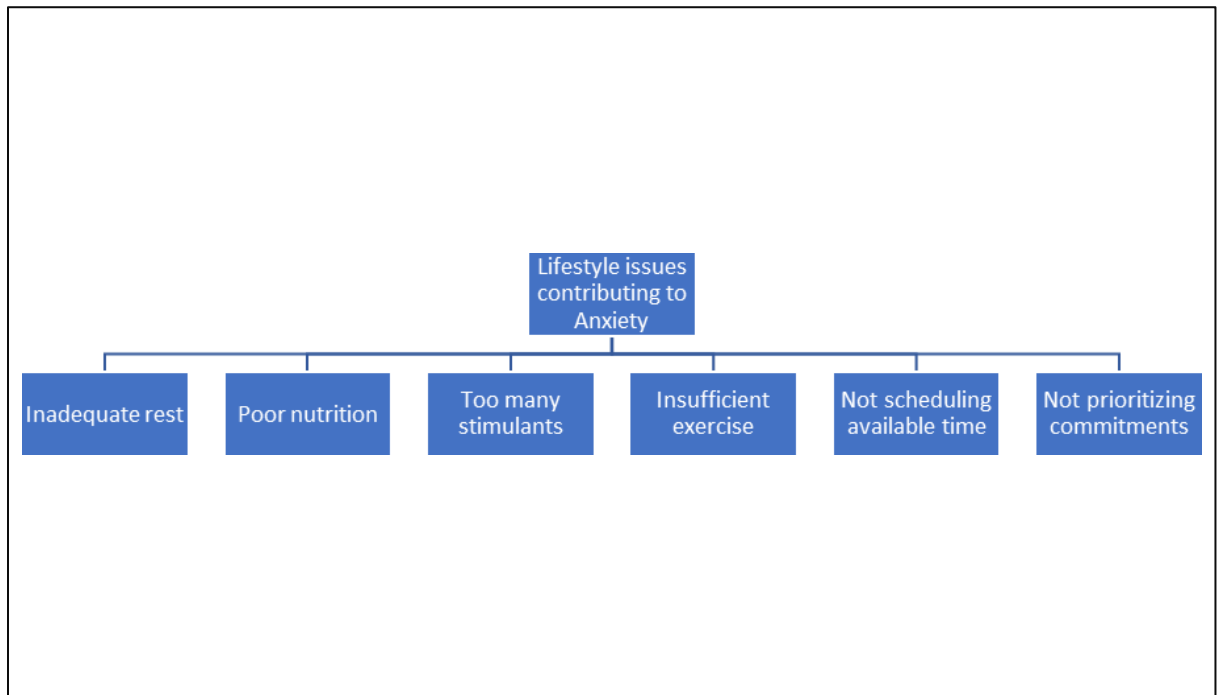 Lifestyle issues
contributing to
Anxiety
Inadequate rest
Poor nutrition
Too many
stimulants
Insufficient
exercise
Not scheduling
available time
Not prioritizing
commitments